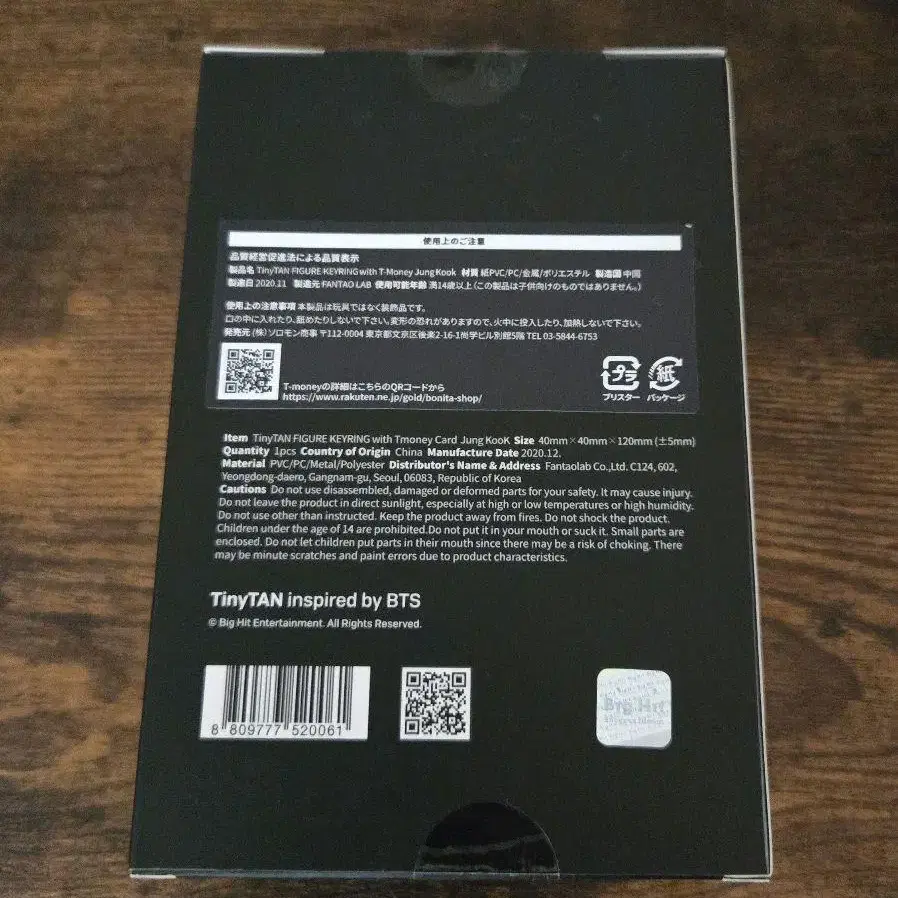 使用上のご注意
品質経営促進法による品質表示
製品名 TinyTAN FIGURE KEYRING with T-Money Jung Kook 材質 紙PVC/PC/金属/ポリエステル 製造国 中国
製造日 2020.11 製造元 FANTAO LAB 使用可能年齢 満14歳以上(この製品は子供向けのものではありません。)
使用上の注意事項 本製品は玩具ではなく装飾品です。
口の中に入れたり、舐めたりしないで下さい。変形の恐れがありますので、火中に投入したり、加熱しないで下さい。
発売元 (株)ソロモン商事 〒112-0004 東京都文京区後楽2-16-1尚学ビル別館5階 TEL 03-5844-6753
T-moneyの詳細はこちらのQRコードから
https://www.rakuten.ne.jp/gold/bonita-shop/
プラ 紙
ブリスター パッケージ
Item TinyTAN FIGURE KEYRING with Tmoney Card Jung KooK Size 40mm×40mm×120mm (±5mm)
Quantity 1pcs Country of Origin China Manufacture Date 2020.12.
Material PVC/PC/Metal/Polyester Distributor's Name & Address Fantaolab Co.,Ltd. C124, 602,
Yeongdong-daero, Gangnam-gu, Seoul, 06083, Republic of Korea
Cautions Do not use disassembled, damaged or deformed parts for your safety. It may cause injury.
Do not leave the product in direct sunlight, especially at high or low temperatures or high humidity.
Do not use other than instructed. Keep the product away from fires. Do not shock the product.
Children under the age of 14 are prohibited.Do not put it in your mouth or suck it. Small parts are
enclosed. Do not let children put parts in their mouth since there may be a risk of choking. There
may be minute scratches and paint errors due to product characteristics.
TinyTAN inspired by BTS
© Big Hit Entertainment. All Rights Reserved.
8 809777 520061
Big Hit